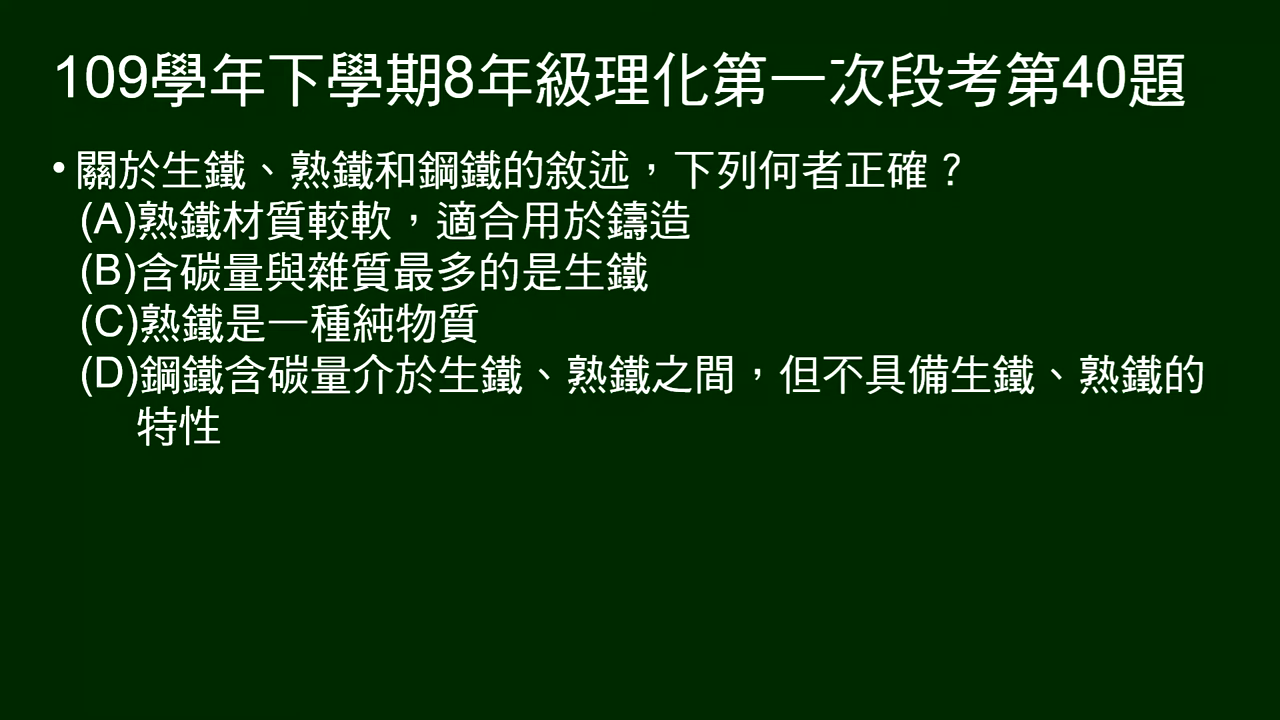 109學年下學期8年級理化第一次段考第40題
•關於生鐵、熟鐵和鋼鐵的敘述，下列何者正確？
(A)熟鐵材質較軟，適合用於鑄造
(B)含碳量與雜質最多的是生鐵
(C)熟鐵是一種純物質
(D)鋼鐵含碳量介於生鐵、熟鐵之間，但不具備生鐵、熟鐵的
特性